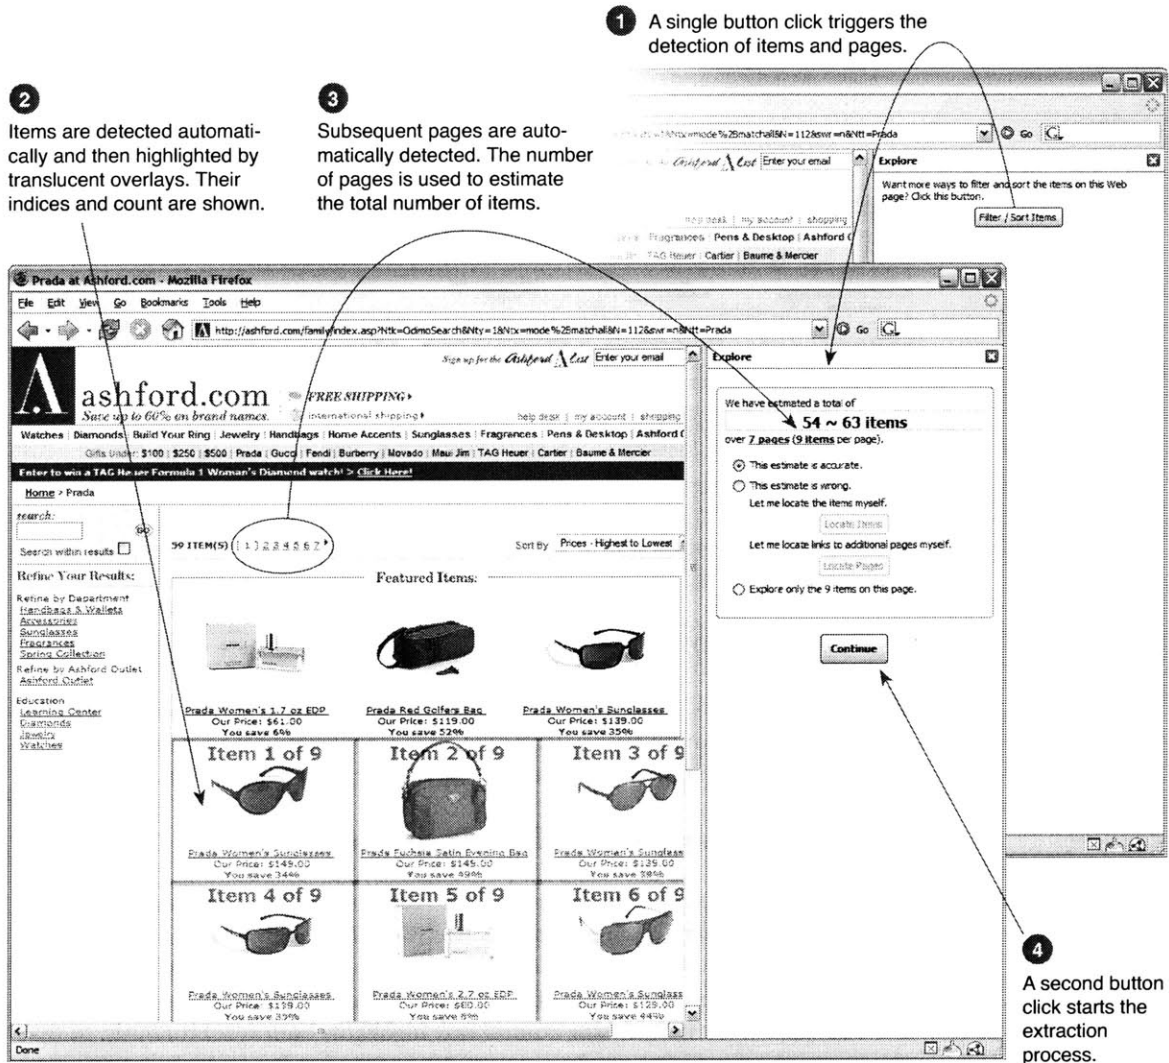 1 A single button click triggers the
detection of items and pages.
2
Items are detected automati-
cally and then highlighted by
translucent overlays. Their
indices and count are shown.
3
Subsequent pages are auto-
matically detected. The number
of pages is used to estimate
the total number of items.
=Prada
Go
Enter your email
Explore
Want more ways to filter and sort the items on this Web
page? Click this button.
Filter / Sort Items
help desk | my account | shopping
Fragrances | Pens & Desktop | Ashford
TAG Heuer | Cartier | Baume & Mercier
Prada at Ashford.com - Mozilla Firefox
File Edit View Go Bookmarks Tools Help
Go
Sign up for the Ashford A List Enter your email
Explore
A
ashford.com
Save up to 60% on brand names.
FREE SHIPPING
international shipping
help desk | my account | shopping
Watches | Diamonds | Build Your Ring | Jewelry | Handbags | Home Accents | Sunglasses | Fragrances | Pens & Desktop | Ashford
Gifts Under: $100 | $250 | $500 | Prada | Gucci | Fendi | Burberry | Movado | Maui Jim | TAG Heuer | Cartier | Baume & Mercier
Enter to win a TAG Heuer Formula 1 Woman's Diamond watch! > Click Here!
Home > Prada
search:
GO
Search within results
Refine Your Results:
Refine by Department
Handbags & Wallets
Accessories
Sunglasses
Fragrances
Spring Collection
Refine by Ashford Outlet
Ashford Outlet
Education
Learning Center
Diamonds
Jewelry
Watches
59 ITEM(S) [ 1 ] 2 3 4 5 6 7
Sort By Prices - Highest to Lowest
Featured Items:
Prada Women's 1.7 oz EDP
Our Price: $61.00
You save 6%
Prada Red Golfers Bag
Our Price: $119.00
You save 52%
Prada Women's Sunglasses
Our Price: $139.00
You save 35%
Item 1 of 9
Prada Women's Sunglasses
Our Price: $149.00
You save 34%
Item 2 of 9
Prada Fuchsia Satin Evening Bag
Our Price: $145.00
You save 49%
Item 3 of 9
Prada Women's Sunglass
Our Price: $139.00
You save 38%
Item 4 of 9
Prada Women's Sunglasses
Our Price: $139.00
You save 35%
Item 5 of 9
Prada Women's 2.7 oz EDP
Our Price: $80.00
You save 8%
Item 6 of 9
Prada Women's Sunglass
Our Price: $129.00
You save 44%
We have estimated a total of
54 ~ 63 items
over 7 pages (9 items per page).
This estimate is accurate.
This estimate is wrong.
Let me locate the items myself.
Locate Items
Let me locate links to additional pages myself.
Locate Pages
Explore only the 9 items on this page.
Continue
Done
4
A second button
click starts the
extraction
process.